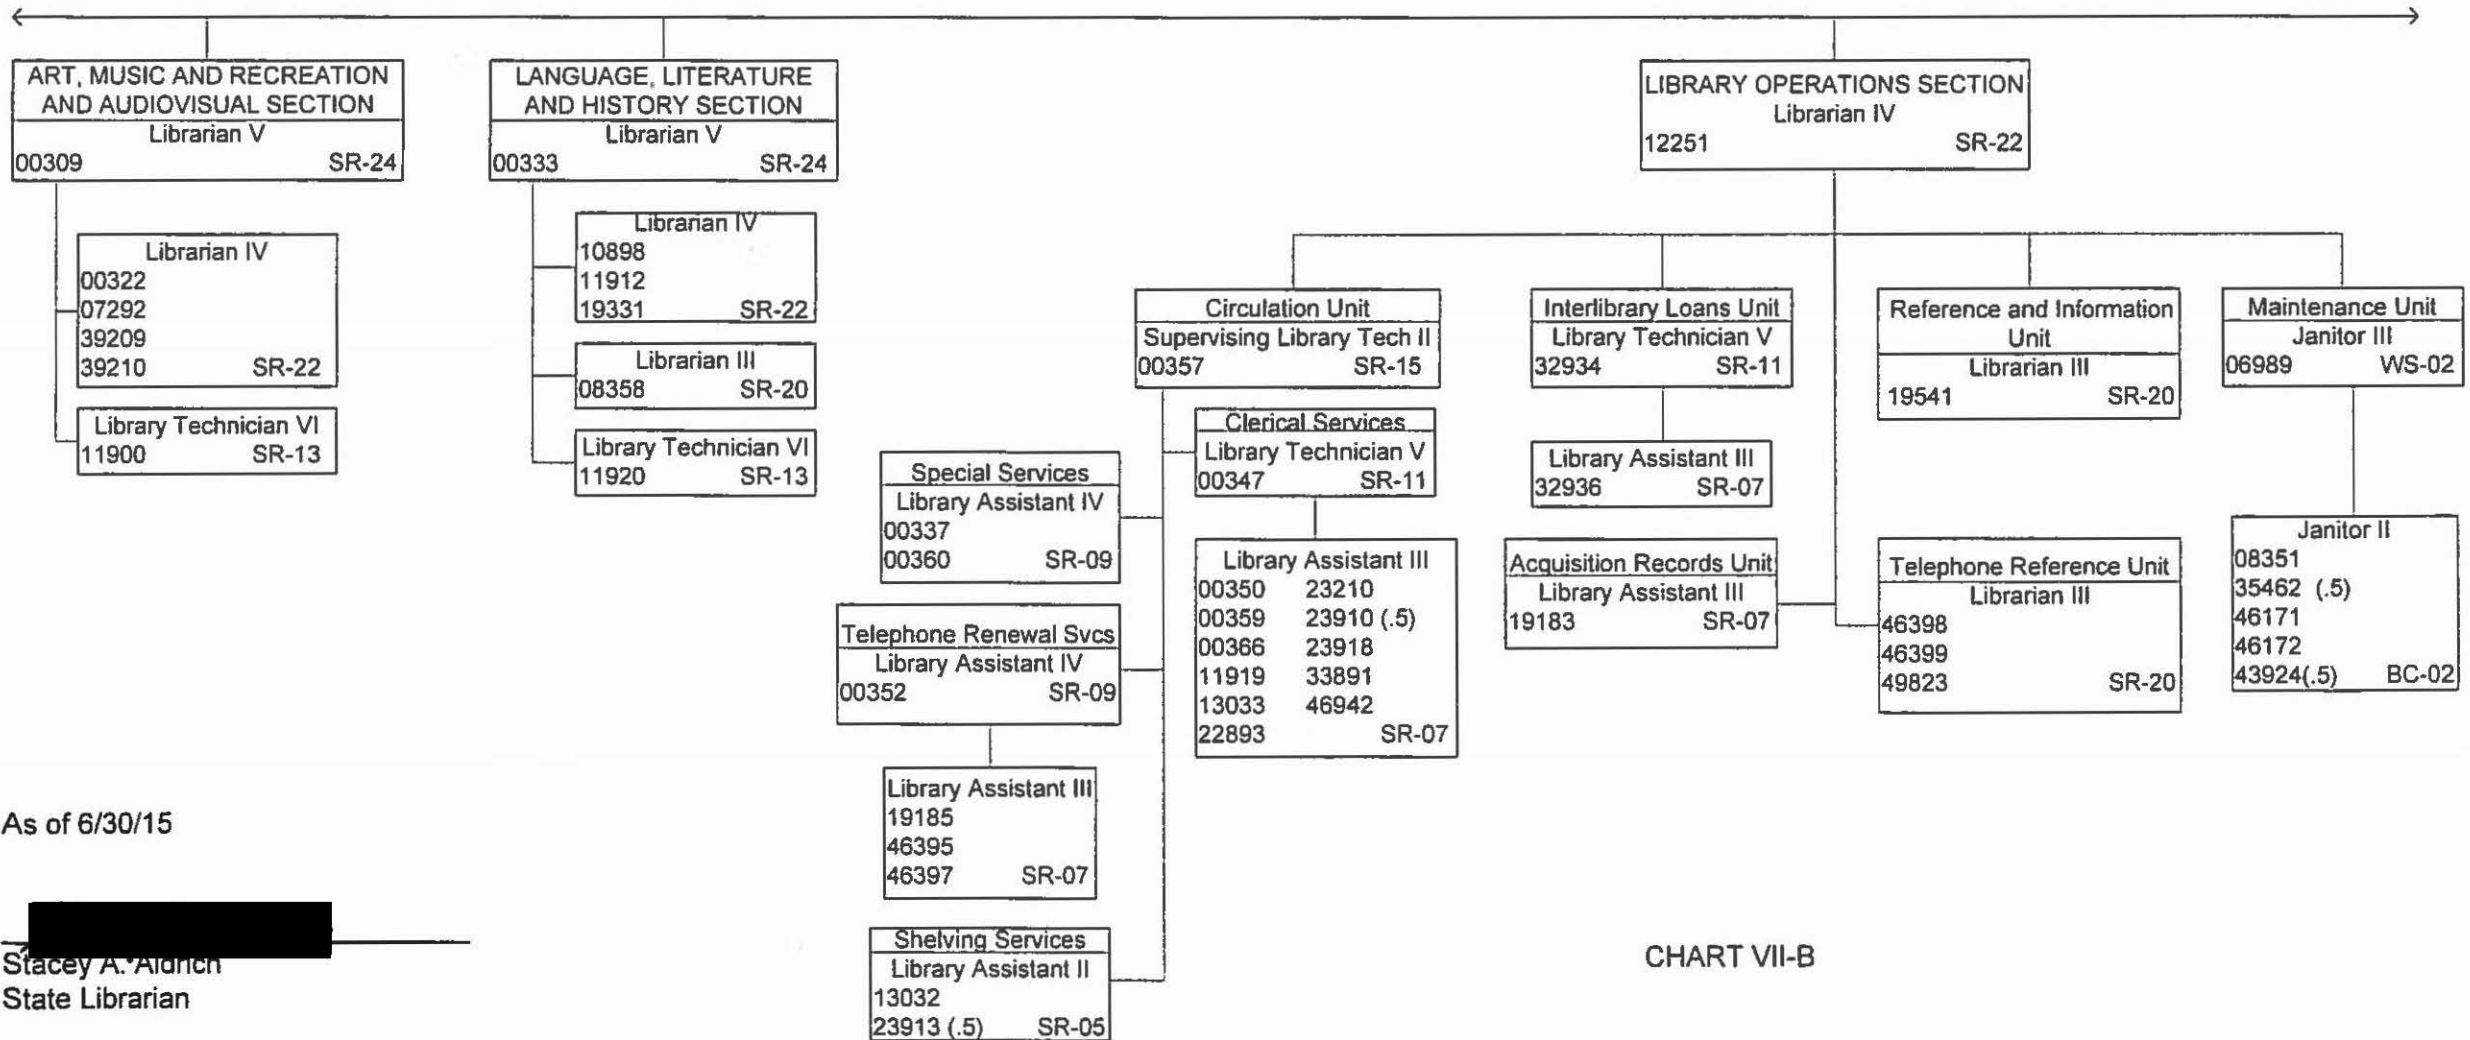 ART, MUSIC AND RECREATION
AND AUDIOVISUAL SECTION
Librarian V
00309 SR-24
Librarian IV
00322
07292
39209
39210 SR-22
Library Technician VI
11900 SR-13
LANGUAGE, LITERATURE
AND HISTORY SECTION
Librarian V
00333 SR-24
Librarian IV
10898
11912
19331 SR-22
Librarian III
08358 SR-20
Library Technician VI
11920 SR-13
LIBRARY OPERATIONS SECTION
Librarian IV
12251 SR-22
Circulation Unit
Supervising Library Tech II
00357 SR-15
Clerical Services
Library Technician V
00347 SR-11
Library Assistant III
00350 23210
00359 23910 (.5)
00366 23918
11919 33891
13033 46942
22893 SR-07
Special Services
Library Assistant IV
00337
00360 SR-09
Telephone Renewal Svcs
Library Assistant IV
00352 SR-09
Library Assistant III
19185
46395
46397 SR-07
Shelving Services
Library Assistant II
13032
23913 (.5) SR-05
Interlibrary Loans Unit
Library Technician V
32934 SR-11
Library Assistant III
32936 SR-07
Acquisition Records Unit
Library Assistant III
19183 SR-07
Reference and Information
Unit
Librarian III
19541 SR-20
Telephone Reference Unit
Librarian III
46398
46399
49823 SR-20
Maintenance Unit
Janitor III
06989 WS-02
Janitor II
08351
35462 (.5)
46171
46172
43924(.5) BC-02
As of 6/30/15
Stacey A. Aldrich
State Librarian
CHART VII-B